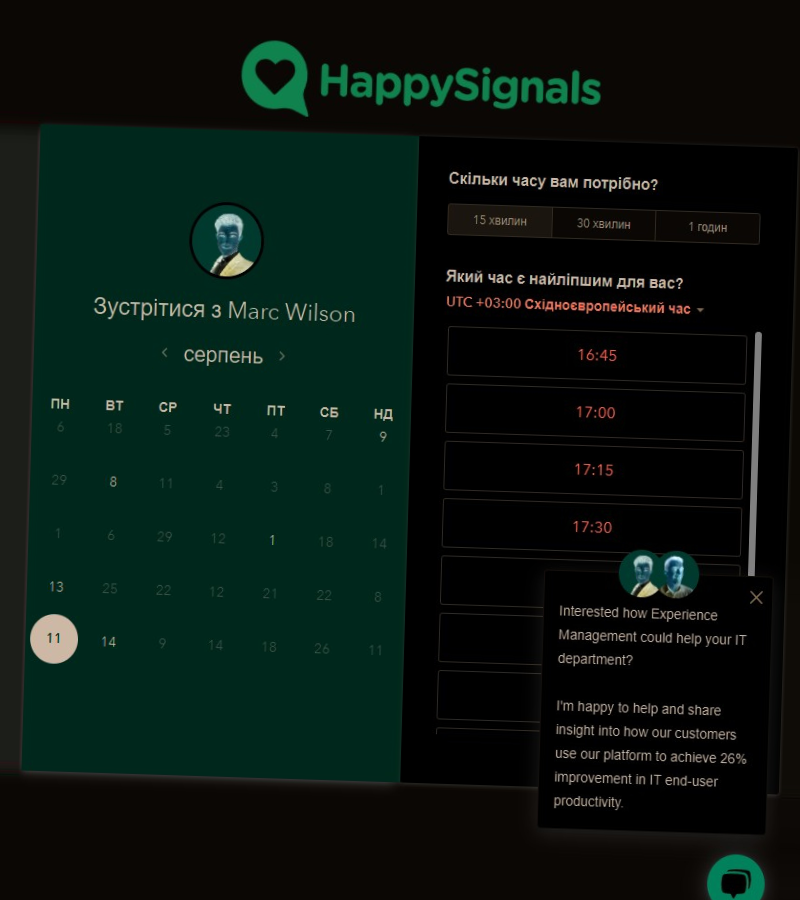 HappySignals
Зустрітися з Marc Wilson
серпень
ПН ВТ СР ЧТ ПТ СБ НД
6 18 5 23 4 7 9
29 8 11 4 3 8 1
1 6 29 12 1 18 14
13 25 22 12 21 22 8
11 14 9 14 18 26 11
Скільки часу вам потрібно?
15 хвилин 30 хвилин 1 годин
Який час є найліпшим для вас?
UTC +03:00 Східноєвропейський час
16:45
17:00
17:15
17:30
Interested how Experience
Management could help your IT
department?
I'm happy to help and share
insight into how our customers
use our platform to achieve 26%
improvement in IT end-user
productivity.